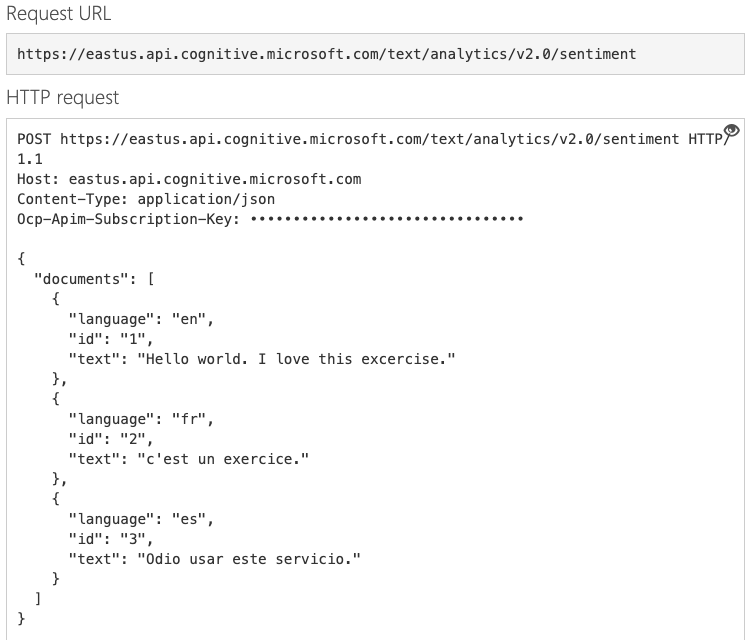 Request URL
https://eastus.api.cognitive.microsoft.com/text/analytics/v2.0/sentiment
HTTP request
POST https://eastus.api.cognitive.microsoft.com/text/analytics/v2.0/sentiment HTTP/
1.1
Host: eastus.api.cognitive.microsoft.com
Content-Type: application/json
Ocp-Apim-Subscription-Key: ••••••••••••••••••••••••••••••••
{
  "documents": [
    {
      "language": "en",
      "id": "1",
      "text": "Hello world. I love this excercise."
    },
    {
      "language": "fr",
      "id": "2",
      "text": "c'est un exercice."
    },
    {
      "language": "es",
      "id": "3",
      "text": "Odio usar este servicio."
    }
  ]
}